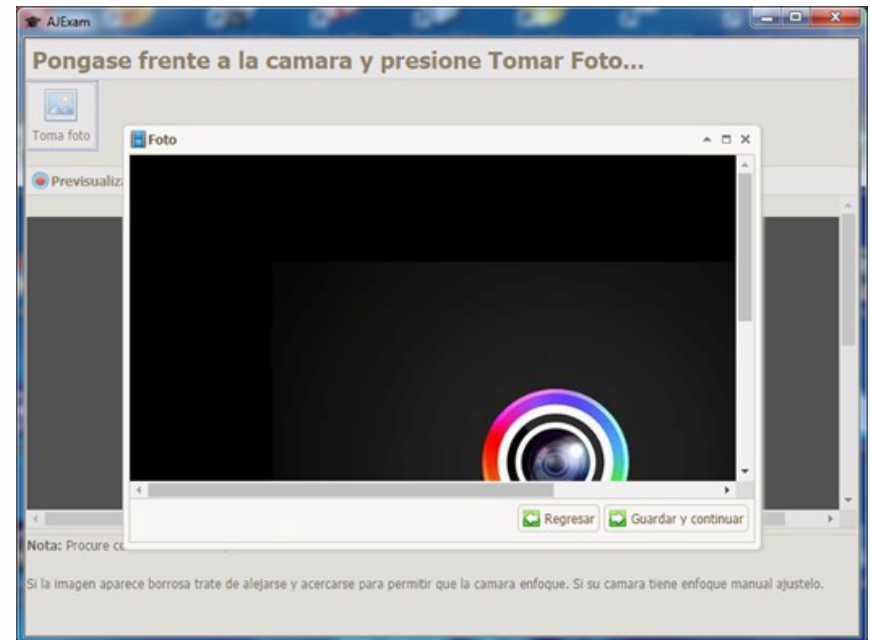 AJExam
Pongase frente a la camara y presione Tomar Foto...
Toma foto
Foto
Previsualiz
Regresar
Guardar y continuar
Nota: Procure ce
Si la imagen aparece borrosa trate de alejarse y acercarse para permitir que la camara enfoque. Si su camara tiene enfoque manual ajustelo.